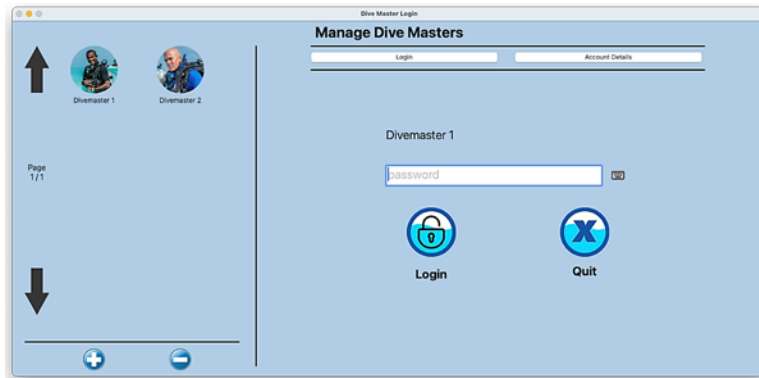 Dive Master Login
Manage Dive Masters
Login Account Details
Divemaster 1 Divemaster 2
Divemaster 1
Page
1/1
password
Login Quit